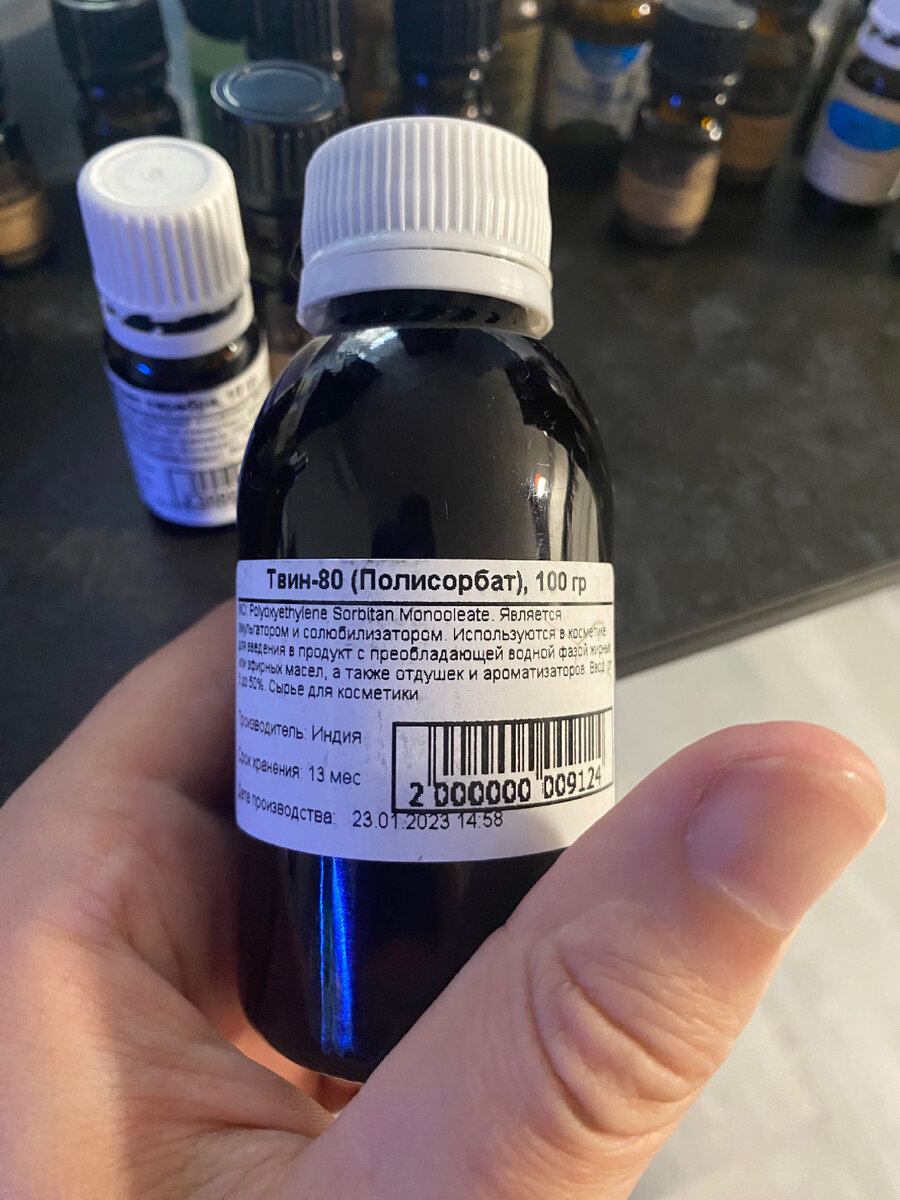 Твин-80 (Полисорбат), 100 гр
INCI Polyoxyethylene Sorbitan Monooleate. Является
эмульгатором и солюбилизатором. Используются в косметике
для введения в продукт с преобладающей водной фазой жирных
или эфирных масел, а также отдушек и ароматизаторов. Ввод от
до 50%. Сырье для косметики
Производитель: Индия
Срок хранения: 13 мес
Дата производства: 23.01.2023 14:58
2 000000 009124